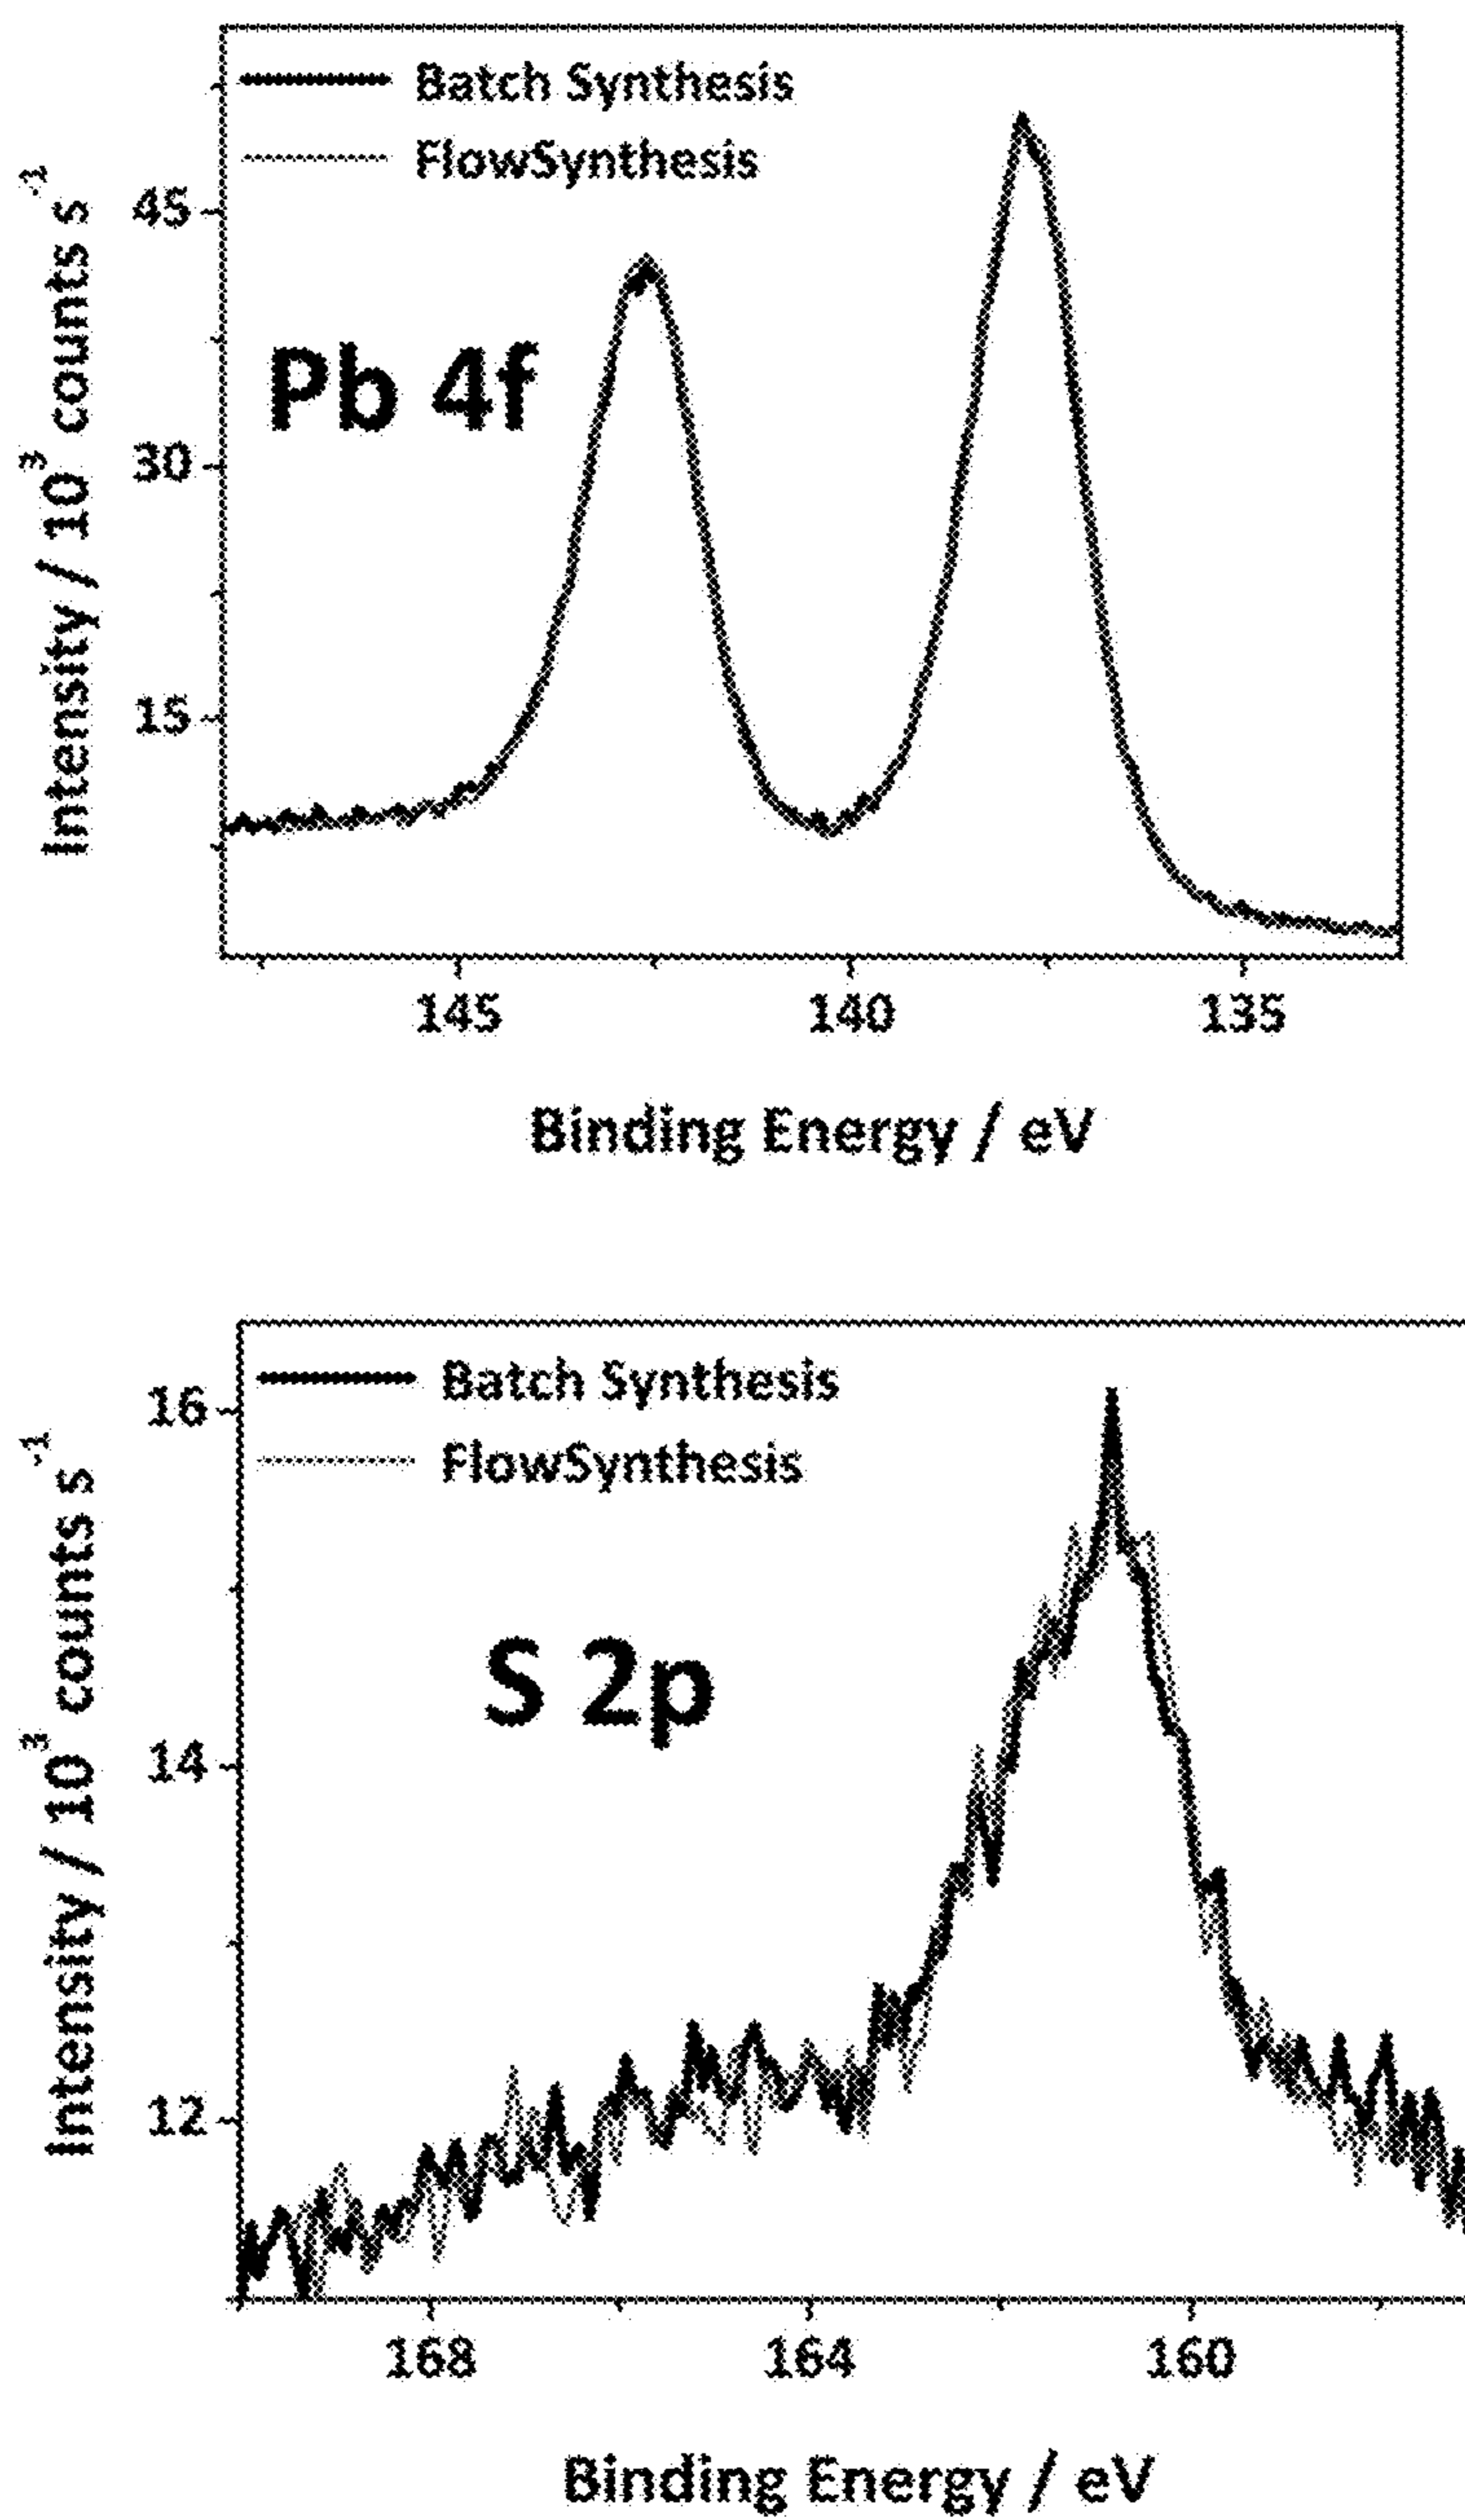 Batch Synthesis
FlowSynthesis
Pb 4f
45
30
15
Intensity / 10³ counts s⁻¹
145 140 135
Binding Energy / eV
Batch Synthesis
FlowSynthesis
S 2p
16
14
12
Intensity / 10³ counts s⁻¹
168 164 160
Binding Energy / eV